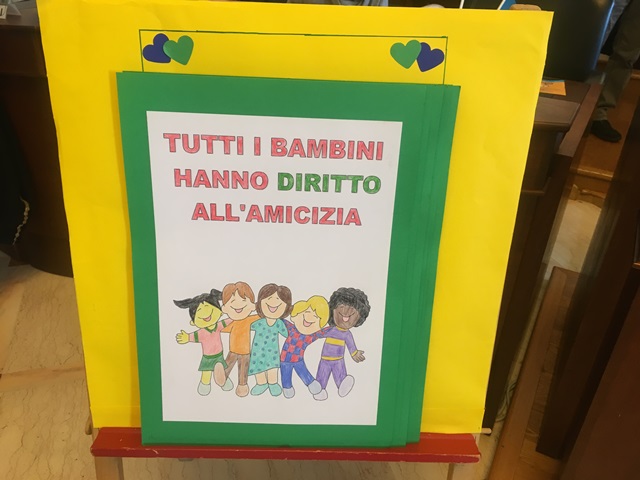 TUTTI I BAMBINI
HANNO DIRITTO
ALL'AMICIZIA